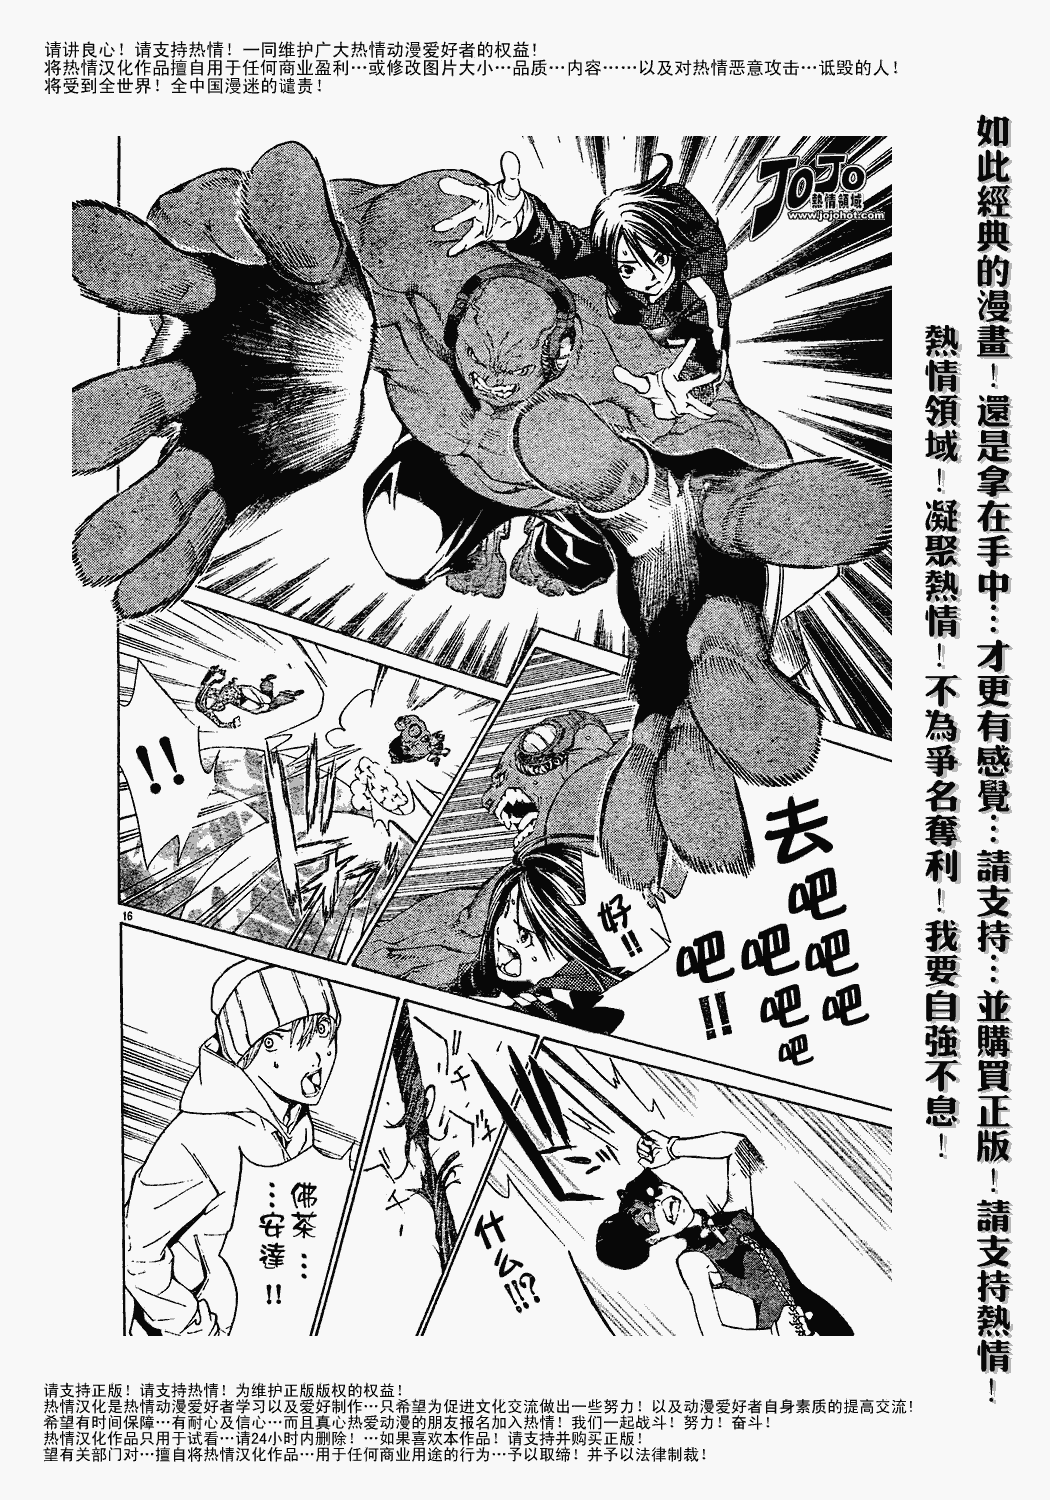 请讲良心！请支持热情！一同维护广大热情动漫爱好者的权益！
将热情汉化作品擅自用于任何商业盈利…或修改图片大小…品质…内容……以及对热情恶意攻击…诋毁的人！
将受到全世界！全中国漫迷的谴责！
如此經典的漫畫！還是拿在手中…才更有感覺…請支持…並購買正版！請支持熱情！
熱情領域！凝聚熱情！不為爭名奪利！我要自強不息！
JOJO
熱情領域
www.jojohot.com
!!
去吧吧吧吧吧吧吧吧!!
好!!
16
佛茶…
…安達!!
什么!!?
请支持正版！请支持热情！为维护正版版权的权益！
热情汉化是热情动漫爱好者学习以及爱好制作…只希望为促进文化交流做出一些努力！以及动漫爱好者自身素质的提高交流！
希望有时间保障…有耐心及信心…而且真心热爱动漫的朋友报名加入热情！我们一起战斗！努力！奋斗！
热情汉化作品只用于试看…请24小时内删除！…如果喜欢本作品！请支持并购买正版！
望有关部门对…擅自将热情汉化作品…用于任何商业用途的行为…予以取缔！并予以法律制裁！